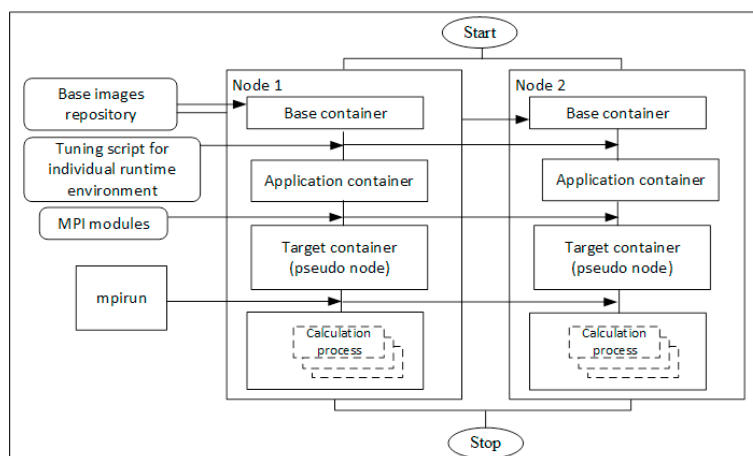 Start
Node 1
Node 2
Base images
repository
Base container
Base container
Tuning script for
individual runtime
environment
Application container
Application container
MPI modules
Target container
(pseudo node)
Target container
(pseudo node)
mpirun
Calculation
process
Calculation
process
Stop